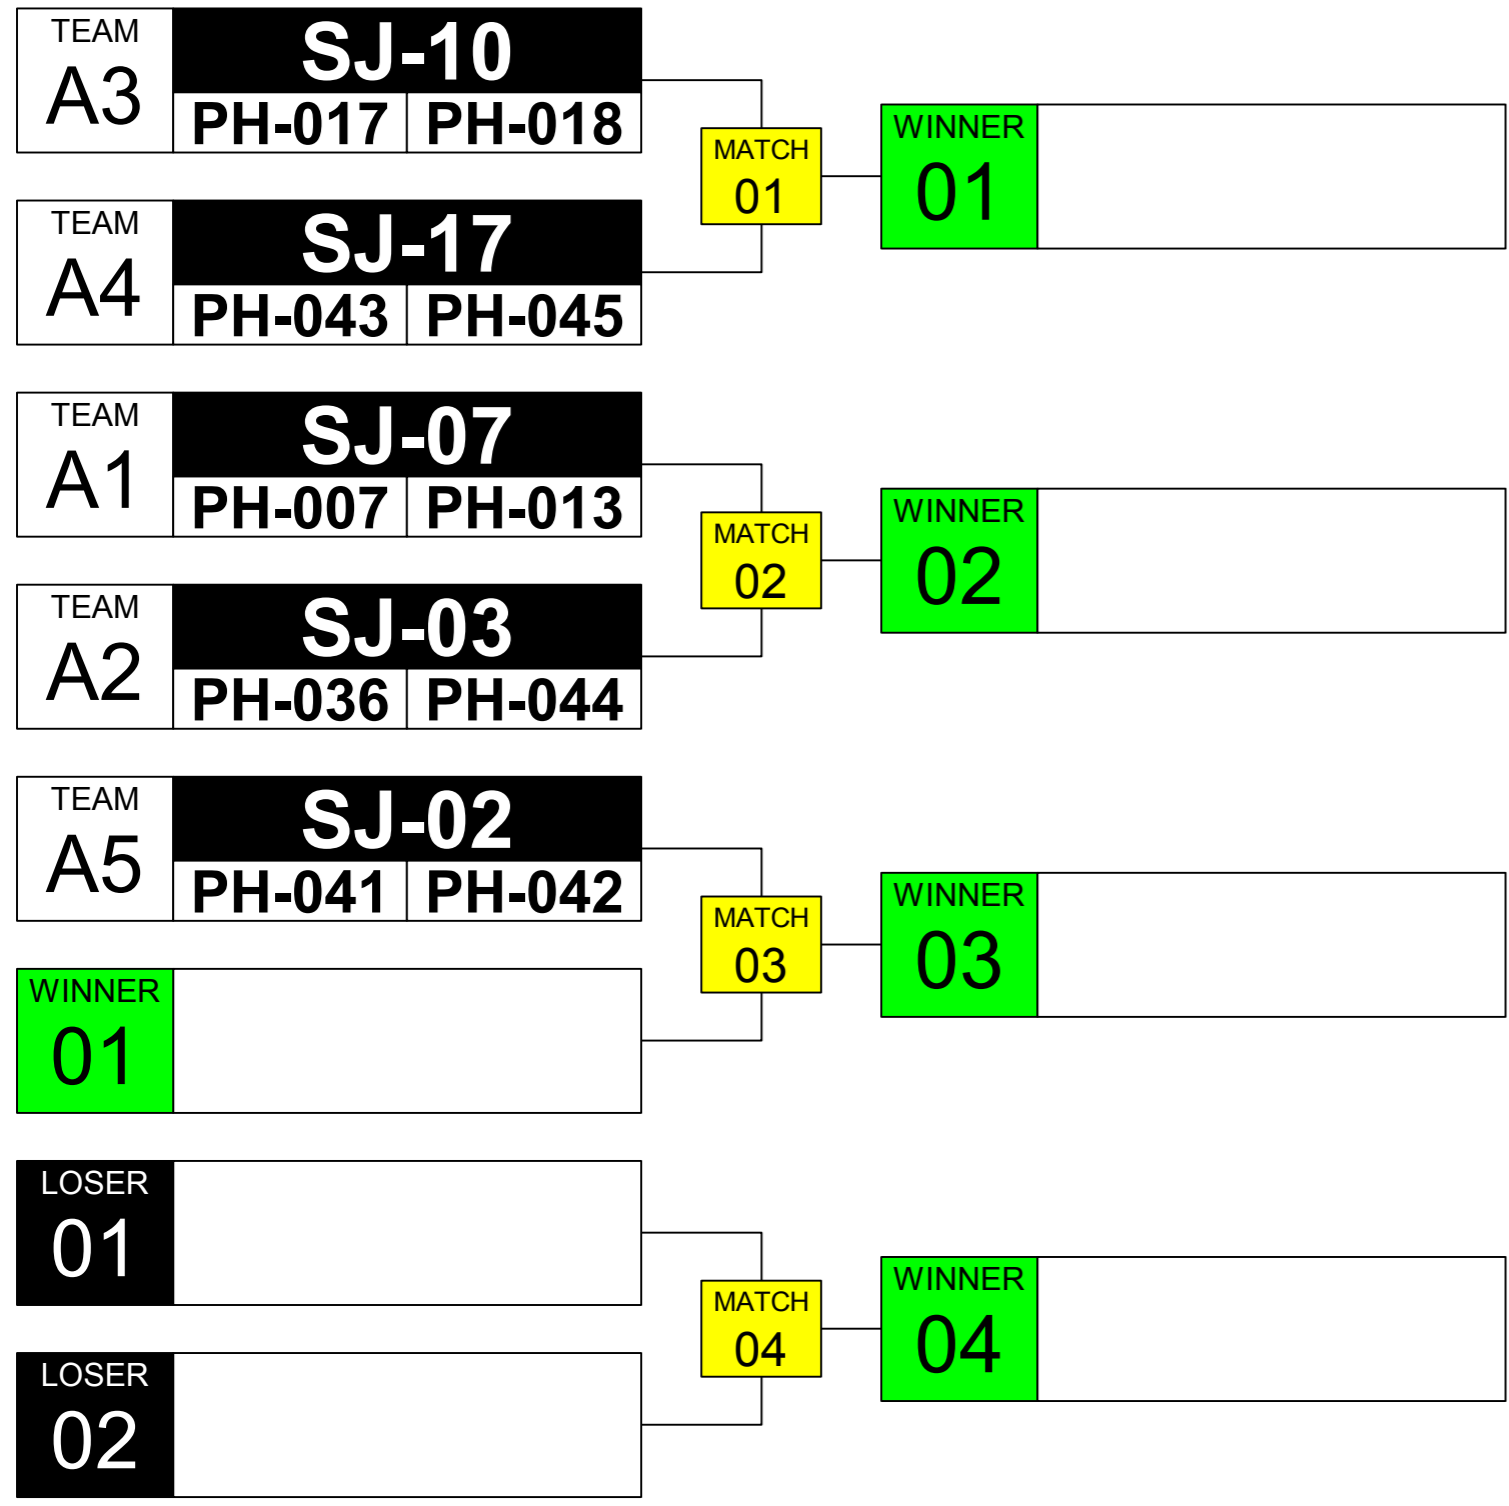 TEAM
A3
SJ-10
PH-017 PH-018
MATCH
01
WINNER
01
TEAM
A4
SJ-17
PH-043 PH-045
TEAM
A1
SJ-07
PH-007 PH-013
MATCH
02
WINNER
02
TEAM
A2
SJ-03
PH-036 PH-044
TEAM
A5
SJ-02
PH-041 PH-042
MATCH
03
WINNER
03
WINNER
01
LOSER
01
MATCH
04
WINNER
04
LOSER
02